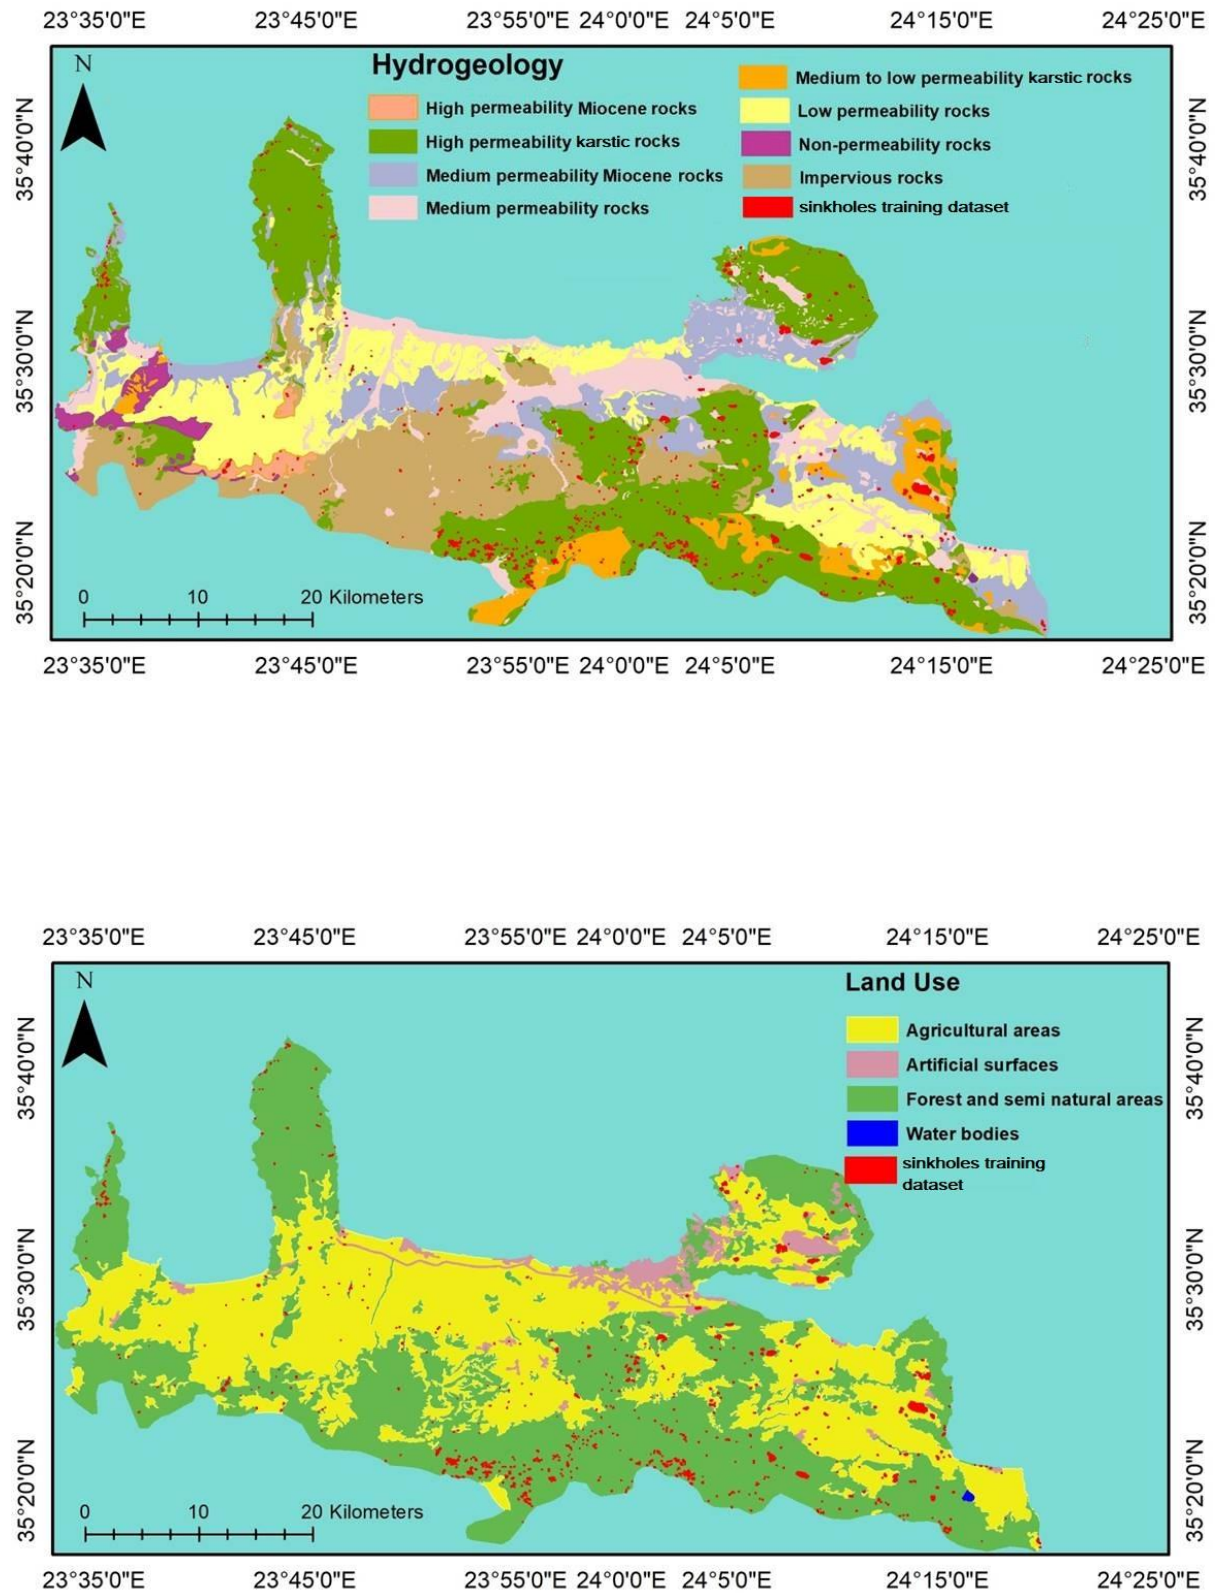 23°35'0"E 23°45'0"E 23°55'0"E 24°0'0"E 24°5'0"E 24°15'0"E 24°25'0"E
N
Hydrogeology
High permeability Miocene rocks
High permeability karstic rocks
Medium permeability Miocene rocks
Medium permeability rocks
Medium to low permeability karstic rocks
Low permeability rocks
Non-permeability rocks
Impervious rocks
sinkholes training dataset
35°40'0"N
35°30'0"N
35°20'0"N
35°40'0"N
35°30'0"N
35°20'0"N
0 10 20 Kilometers
23°35'0"E 23°45'0"E 23°55'0"E 24°0'0"E 24°5'0"E 24°15'0"E 24°25'0"E
23°35'0"E 23°45'0"E 23°55'0"E 24°0'0"E 24°5'0"E 24°15'0"E 24°25'0"E
N
Land Use
Agricultural areas
Artificial surfaces
Forest and semi natural areas
Water bodies
sinkholes training
dataset
35°40'0"N
35°30'0"N
35°20'0"N
35°40'0"N
35°30'0"N
35°20'0"N
0 10 20 Kilometers
23°35'0"E 23°45'0"E 23°55'0"E 24°0'0"E 24°5'0"E 24°15'0"E 24°25'0"E